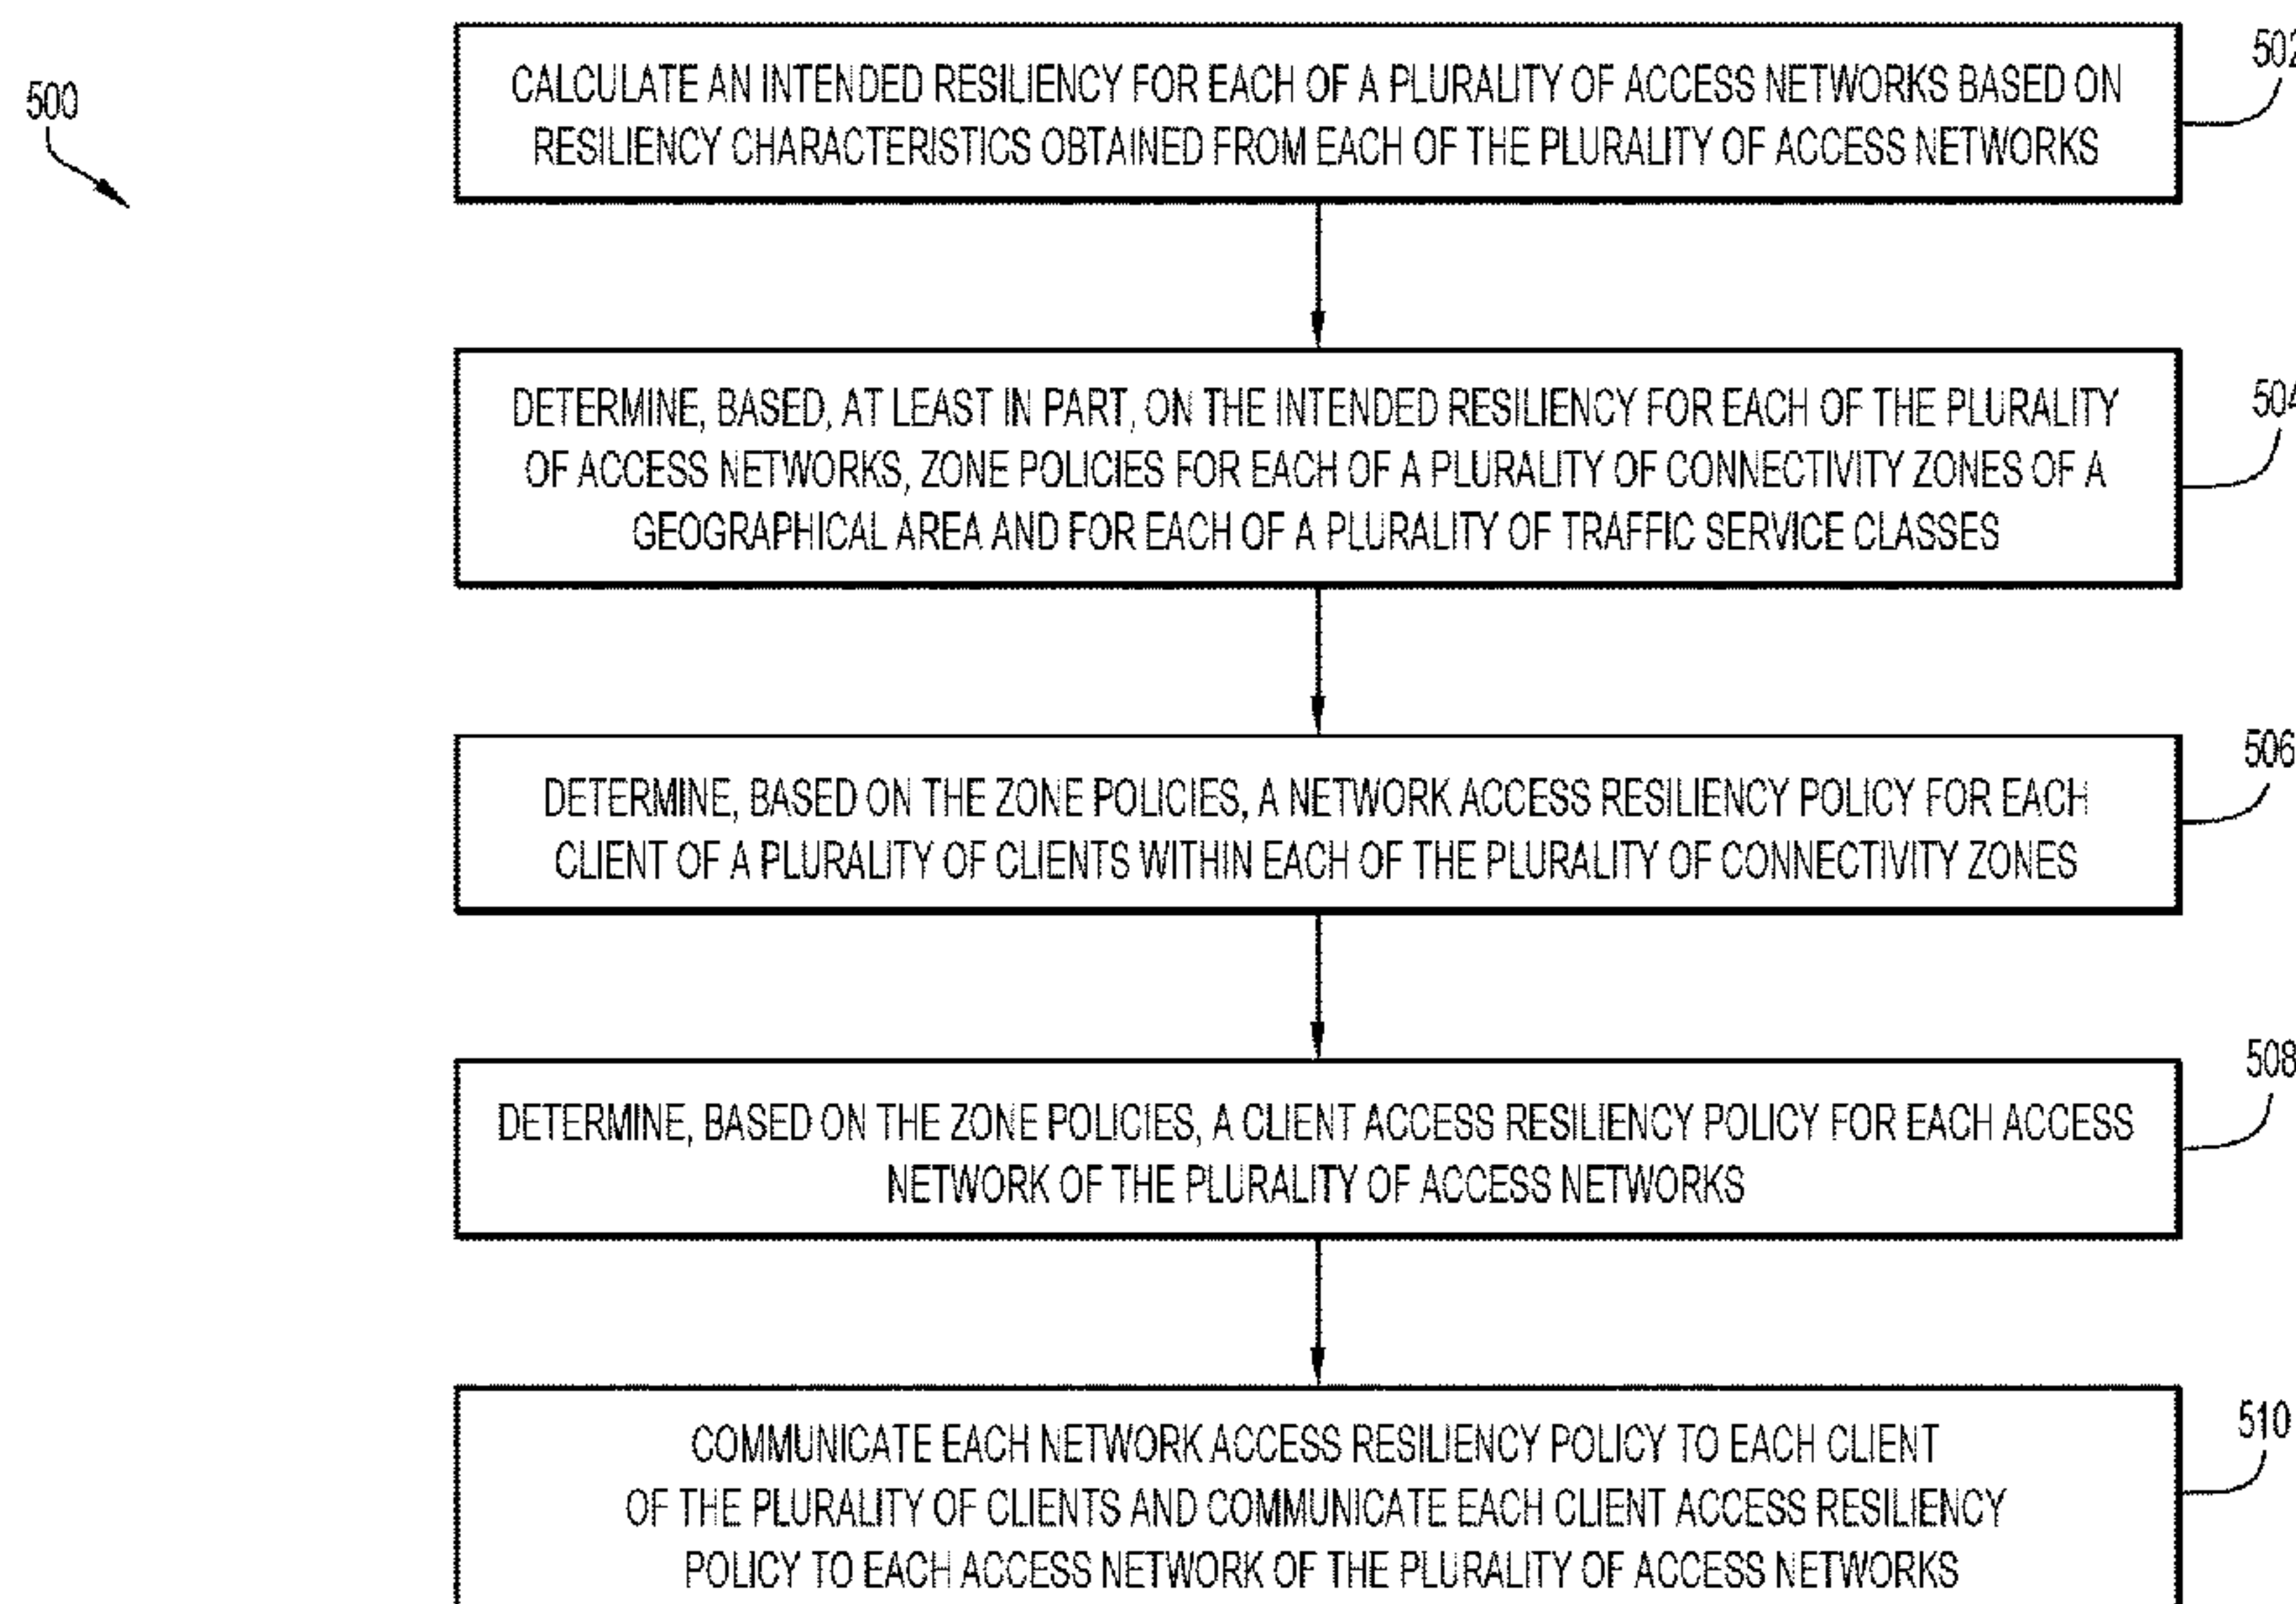 500
CALCULATE AN INTENDED RESILIENCY FOR EACH OF A PLURALITY OF ACCESS NETWORKS BASED ON
RESILIENCY CHARACTERISTICS OBTAINED FROM EACH OF THE PLURALITY OF ACCESS NETWORKS
502
DETERMINE, BASED, AT LEAST IN PART, ON THE INTENDED RESILIENCY FOR EACH OF THE PLURALITY
OF ACCESS NETWORKS, ZONE POLICIES FOR EACH OF A PLURALITY OF CONNECTIVITY ZONES OF A
GEOGRAPHICAL AREA AND FOR EACH OF A PLURALITY OF TRAFFIC SERVICE CLASSES
504
DETERMINE, BASED ON THE ZONE POLICIES, A NETWORK ACCESS RESILIENCY POLICY FOR EACH
CLIENT OF A PLURALITY OF CLIENTS WITHIN EACH OF THE PLURALITY OF CONNECTIVITY ZONES
506
DETERMINE, BASED ON THE ZONE POLICIES, A CLIENT ACCESS RESILIENCY POLICY FOR EACH ACCESS
NETWORK OF THE PLURALITY OF ACCESS NETWORKS
508
COMMUNICATE EACH NETWORK ACCESS RESILIENCY POLICY TO EACH CLIENT
OF THE PLURALITY OF CLIENTS AND COMMUNICATE EACH CLIENT ACCESS RESILIENCY
POLICY TO EACH ACCESS NETWORK OF THE PLURALITY OF ACCESS NETWORKS
510